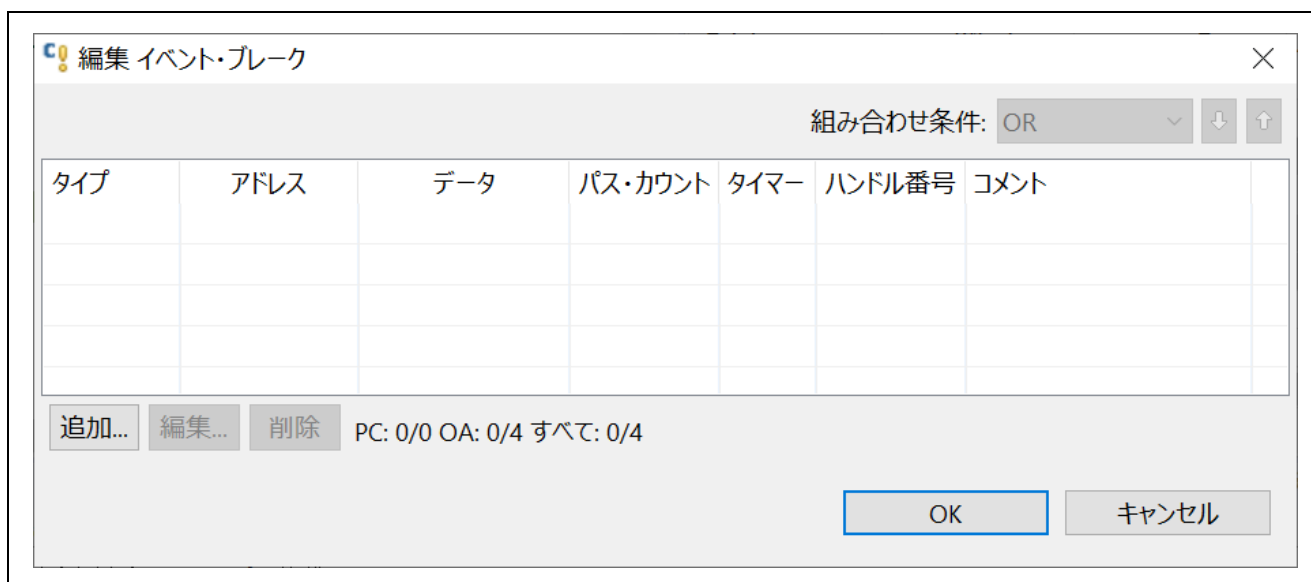 編集 イベント・ブレーク
組み合わせ条件: OR
タイプ アドレス データ パス・カウント タイマー ハンドル番号 コメント
追加... 編集... 削除 PC: 0/0 OA: 0/4 すべて: 0/4
OK キャンセル